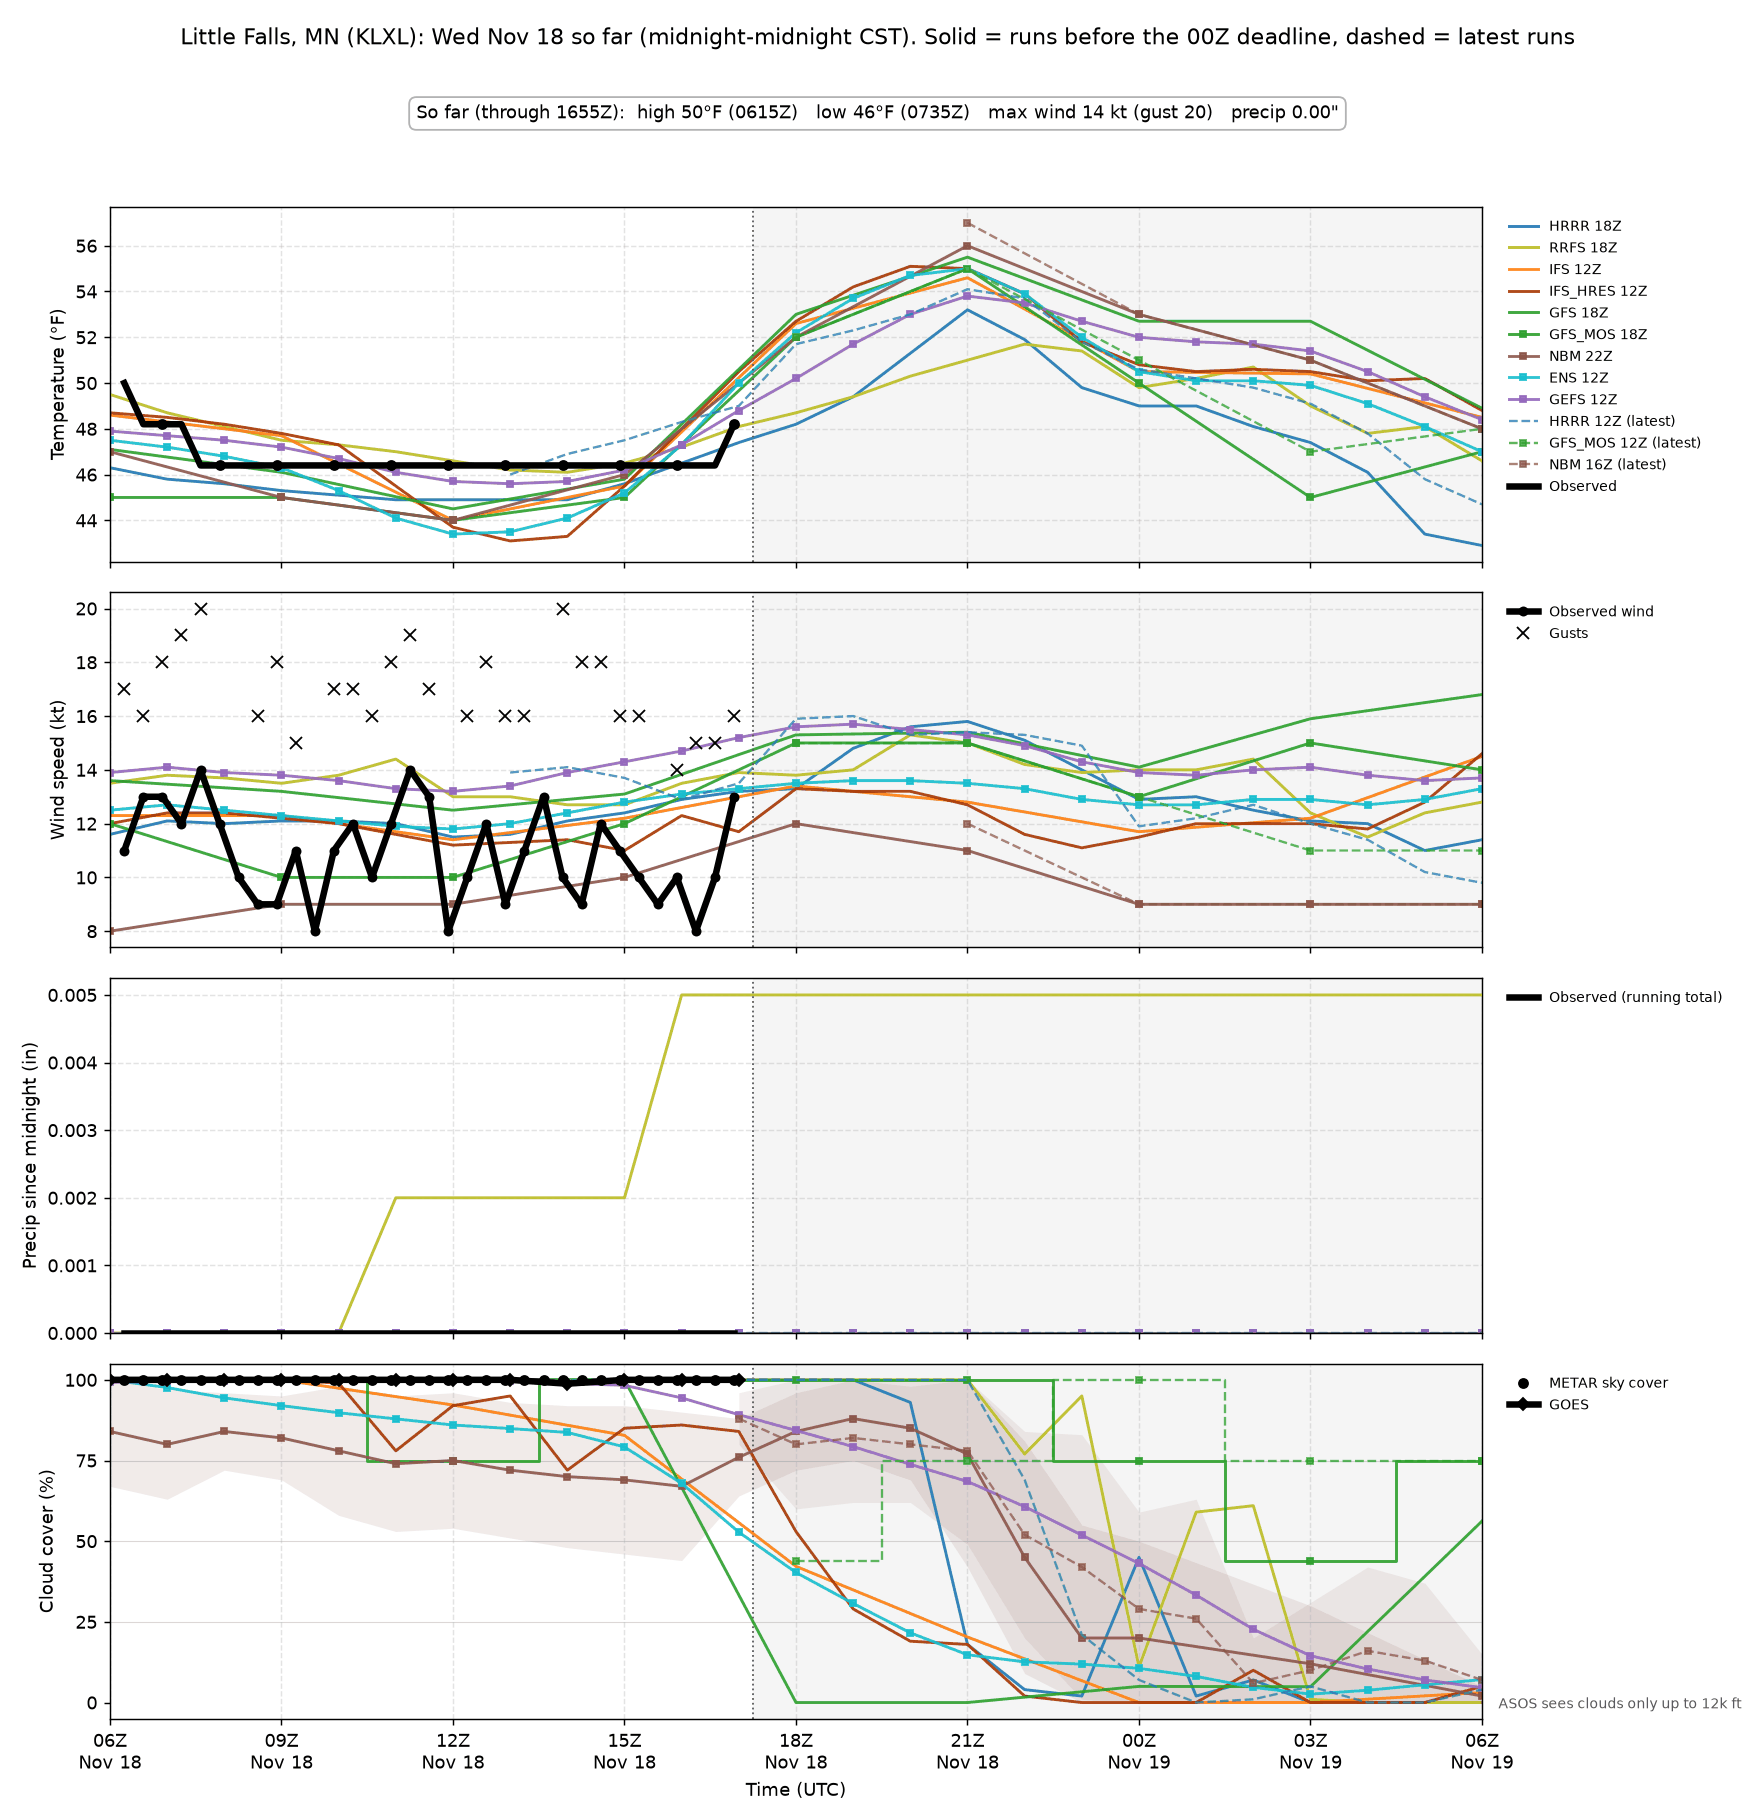 Little Falls, MN (KLXL): Wed Nov 18 so far (midnight-midnight CST). Solid = runs before the 00Z deadline, dashed = latest runs
So far (through 1655Z):  high 50°F (0615Z)   low 46°F (0735Z)   max wind 14 kt (gust 20)   precip 0.00"
Temperature (°F)
56
54
52
50
48
46
44
HRRR 18Z
RRFS 18Z
IFS 12Z
IFS_HRES 12Z
GFS 18Z
GFS_MOS 18Z
NBM 22Z
ENS 12Z
GEFS 12Z
HRRR 12Z (latest)
GFS_MOS 12Z (latest)
NBM 16Z (latest)
Observed
Wind speed (kt)
20
18
16
14
12
10
8
Observed wind
Gusts
Precip since midnight (in)
0.005
0.004
0.003
0.002
0.001
0.000
Observed (running total)
Cloud cover (%)
100
75
50
25
0
METAR sky cover
GOES
ASOS sees clouds only up to 12k ft
06Z 09Z 12Z 15Z 18Z 21Z 00Z 03Z 06Z
Nov 18 Nov 18 Nov 18 Nov 18 Nov 18 Nov 18 Nov 19 Nov 19 Nov 19
Time (UTC)